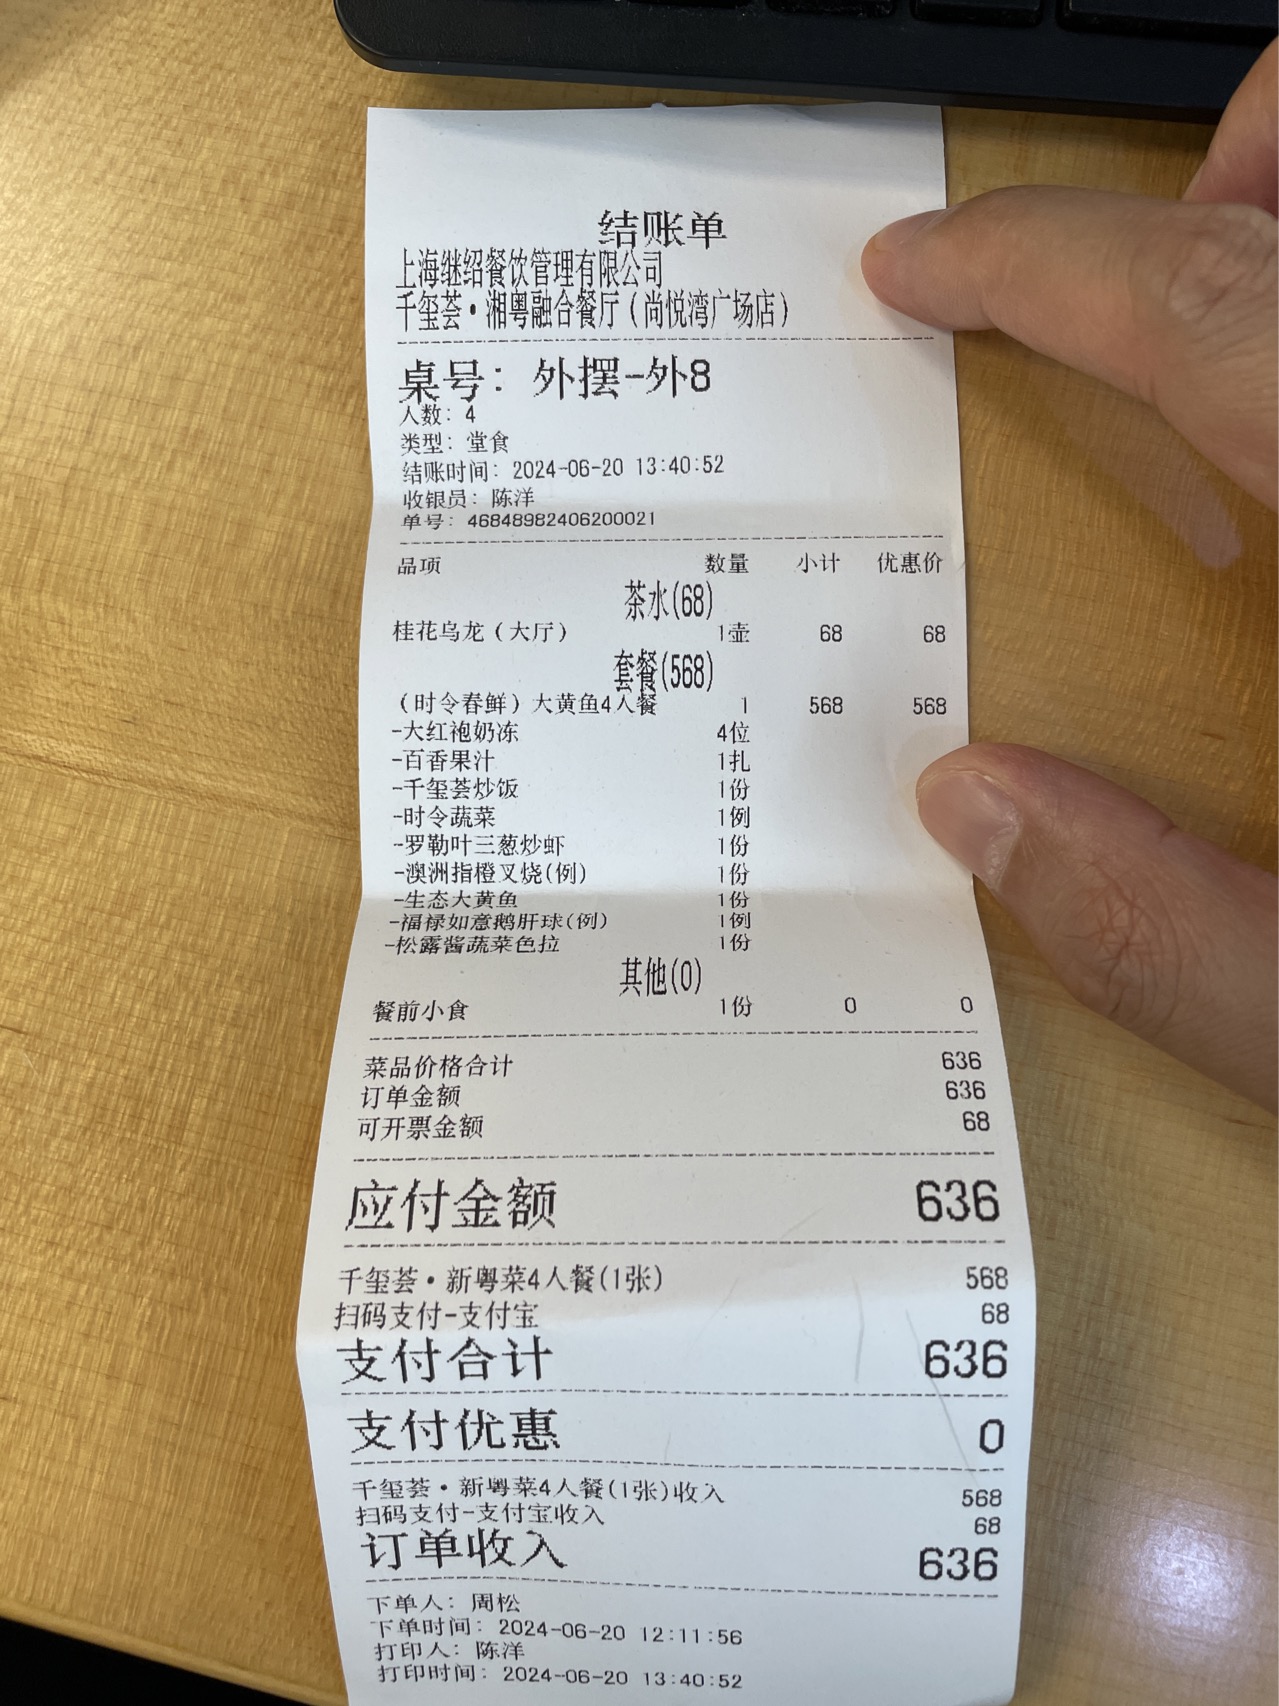 结账单
上海继绍餐饮管理有限公司
千玺荟·湘粤融合餐厅(尚悦湾广场店)
桌号: 外摆-外8
人数: 4
类型: 堂食
结账时间: 2024-06-20 13:40:52
收银员: 陈洋
单号: 46848982406200021
品项 数量 小计 优惠价
茶水(68)
桂花乌龙(大厅) 1壶 68 68
套餐(568)
(时令春鲜)大黄鱼4人餐 1 568 568
-大红袍奶冻 4位
-百香果汁 1扎
-千玺荟炒饭 1份
-时令蔬菜 1例
-罗勒叶三葱炒虾 1份
-澳洲指橙叉烧(例) 1份
-生态大黄鱼 1份
-福禄如意鹅肝球(例) 1例
-松露酱蔬菜色拉 1份
其他(0)
餐前小食 1份 0 0
菜品价格合计 636
订单金额 636
可开票金额 68
应付金额 636
千玺荟·新粤菜4人餐(1张) 568
扫码支付-支付宝 68
支付合计 636
支付优惠 0
千玺荟·新粤菜4人餐(1张)收入 568
扫码支付-支付宝收入 68
订单收入 636
下单人: 周松
下单时间: 2024-06-20 12:11:56
打印人: 陈洋
打印时间: 2024-06-20 13:40:52